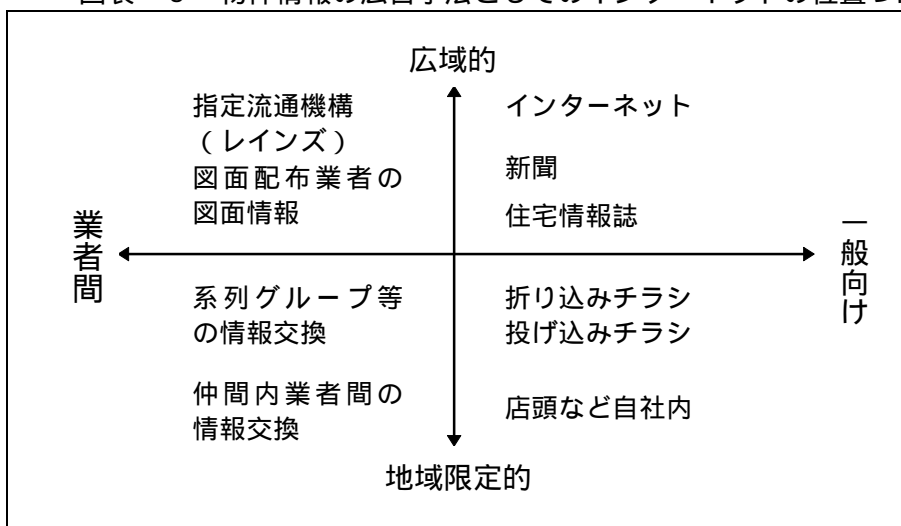 広域的
指定流通機構
（レインズ）
図面配布業者の
図面情報
インターネット
新聞
住宅情報誌
業者間
一般向け
系列グループ等
の情報交換
仲間内業者間の
情報交換
折り込みチラシ
投げ込みチラシ
店頭など自社内
地域限定的